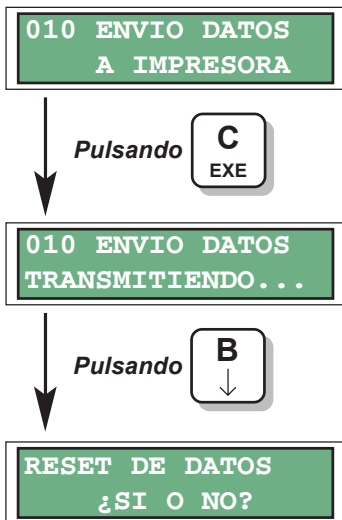 010 ENVIO DATOS
A IMPRESORA
Pulsando
C
EXE
010 ENVIO DATOS
TRANSMITIENDO...
Pulsando
B
↓
RESET DE DATOS
¿SI O NO?